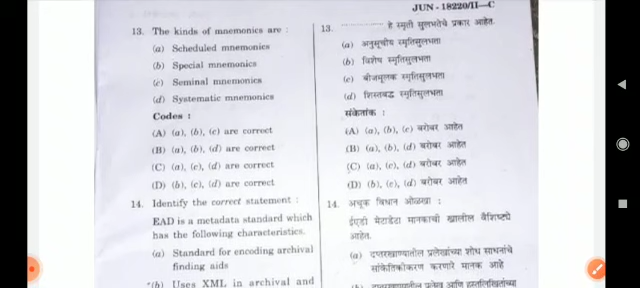 JUN - 18220/II—C
13. The kinds of mnemonics are :
(a) Scheduled mnemonics
(b) Special mnemonics
(c) Seminal mnemonics
(d) Systematic mnemonics
Codes :
(A) (a), (b), (c) are correct
(B) (a), (b), (d) are correct
(C) (a), (c), (d) are correct
(D) (b), (c), (d) are correct
14. Identify the correct statement :
EAD is a metadata standard which
has the following characteristics.
(a) Standard for encoding archival
finding aids
(b) Uses XML in archival and
13. ............ हे स्मृती सुलभतेचे प्रकार आहेत.
(a) अनुसूचीय स्मृतिसुलभता
(b) विशेष स्मृतिसुलभता
(c) बीजमूलक स्मृतिसुलभता
(d) शिस्तबद्ध स्मृतिसुलभता
संकेतांक :
(A) (a), (b), (c) बरोबर आहेत
(B) (a), (b), (d) बरोबर आहेत
(C) (a), (c), (d) बरोबर आहेत
(D) (b), (c), (d) बरोबर आहेत
14. अचूक विधान ओळखा :
ईएडी मेटाडेटा मानकाची खालील वैशिष्ट्ये
आहेत.
(a) दप्तरखान्यातील प्रलेखांच्या शोध साधनांचे
सांकेतिकीकरण करणारे मानक आहे